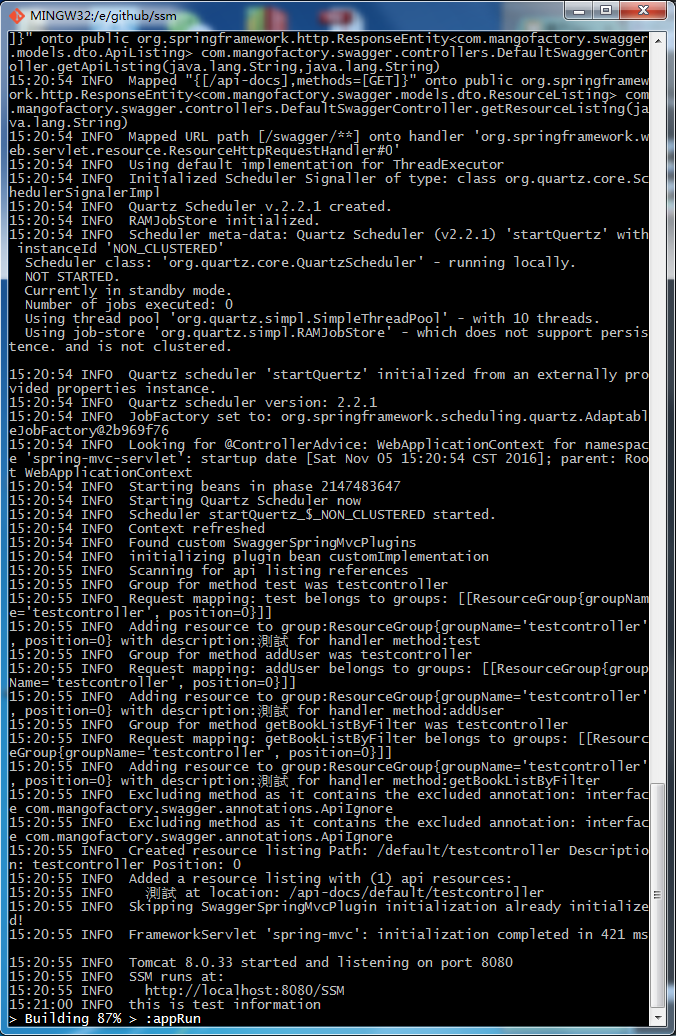 MINGW32:/e/github/ssm
]}" onto public org.springframework.http.ResponseEntity<com.mangofactory.swagger
.models.dto.ApiListing> com.mangofactory.swagger.controllers.DefaultSwaggerContr
oller.getApiListing(java.lang.String,java.lang.String)
15:20:54 INFO  Mapped "{[/api-docs],methods=[GET]}" onto public org.springframew
ork.http.ResponseEntity<com.mangofactory.swagger.models.dto.ResourceListing> com
.mangofactory.swagger.controllers.DefaultSwaggerController.getResourceListing(ja
va.lang.String)
15:20:54 INFO  Mapped URL path [/swagger/**] onto handler 'org.springframework.w
eb.servlet.resource.ResourceHttpRequestHandler#0'
15:20:54 INFO  Using default implementation for ThreadExecutor
15:20:54 INFO  Initialized Scheduler Signaller of type: class org.quartz.core.Sc
hedulerSignalerImpl
15:20:54 INFO  Quartz Scheduler v.2.2.1 created.
15:20:54 INFO  RAMJobStore initialized.
15:20:54 INFO  Scheduler meta-data: Quartz Scheduler (v2.2.1) 'startQuertz' with
 instanceId 'NON_CLUSTERED'
  Scheduler class: 'org.quartz.core.QuartzScheduler' - running locally.
  NOT STARTED.
  Currently in standby mode.
  Number of jobs executed: 0
  Using thread pool 'org.quartz.simpl.SimpleThreadPool' - with 10 threads.
  Using job-store 'org.quartz.simpl.RAMJobStore' - which does not support persis
tence. and is not clustered.
15:20:54 INFO  Quartz scheduler 'startQuertz' initialized from an externally pro
vided properties instance.
15:20:54 INFO  Quartz scheduler version: 2.2.1
15:20:54 INFO  JobFactory set to: org.springframework.scheduling.quartz.Adaptabl
eJobFactory@2b969f76
15:20:54 INFO  Looking for @ControllerAdvice: WebApplicationContext for namespac
e 'spring-mvc-servlet': startup date [Sat Nov 05 15:20:54 CST 2016]; parent: Roo
t WebApplicationContext
15:20:54 INFO  Starting beans in phase 2147483647
15:20:54 INFO  Starting Quartz Scheduler now
15:20:54 INFO  Scheduler startQuertz_$_NON_CLUSTERED started.
15:20:54 INFO  Context refreshed
15:20:54 INFO  Found custom SwaggerSpringMvcPlugins
15:20:54 INFO  initializing plugin bean customImplementation
15:20:55 INFO  Scanning for api listing references
15:20:55 INFO  Group for method test was testcontroller
15:20:55 INFO  Request mapping: test belongs to groups: [[ResourceGroup{groupNam
e='testcontroller', position=0}]]
15:20:55 INFO  Adding resource to group:ResourceGroup{groupName='testcontroller'
, position=0} with description:測試 for handler method:test
15:20:55 INFO  Group for method addUser was testcontroller
15:20:55 INFO  Request mapping: addUser belongs to groups: [[ResourceGroup{group
Name='testcontroller', position=0}]]
15:20:55 INFO  Adding resource to group:ResourceGroup{groupName='testcontroller'
, position=0} with description:測試 for handler method:addUser
15:20:55 INFO  Group for method getBookListByFilter was testcontroller
15:20:55 INFO  Request mapping: getBookListByFilter belongs to groups: [[Resourc
eGroup{groupName='testcontroller', position=0}]]
15:20:55 INFO  Adding resource to group:ResourceGroup{groupName='testcontroller'
, position=0} with description:測試 for handler method:getBookListByFilter
15:20:55 INFO  Excluding method as it contains the excluded annotation: interfac
e com.mangofactory.swagger.annotations.ApiIgnore
15:20:55 INFO  Excluding method as it contains the excluded annotation: interfac
e com.mangofactory.swagger.annotations.ApiIgnore
15:20:55 INFO  Created resource listing Path: /default/testcontroller Descriptio
n: testcontroller Position: 0
15:20:55 INFO  Added a resource listing with (1) api resources:
15:20:55 INFO    測試 at location: /api-docs/default/testcontroller
15:20:55 INFO  Skipping SwaggerSpringMvcPlugin initialization already initialize
d!
15:20:55 INFO  FrameworkServlet 'spring-mvc': initialization completed in 421 ms
15:20:55 INFO  Tomcat 8.0.33 started and listening on port 8080
15:20:55 INFO  SSM runs at:
15:20:55 INFO    http://localhost:8080/SSM
15:21:00 INFO  this is test information
> Building 87% > :appRun